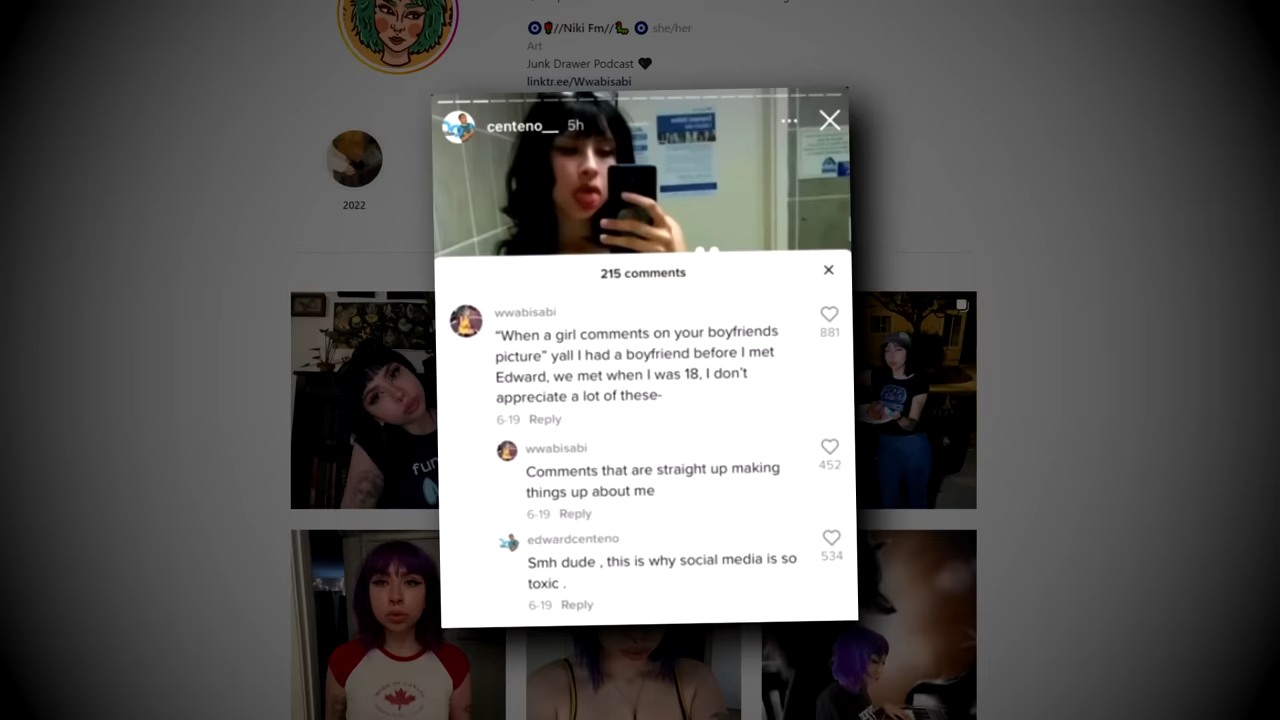 //Niki Fm// she/her
Art
Junk Drawer Podcast
linktr.ee/Wwabisabi
2022
centeno__ 5h
215 comments
wwabisabi
“When a girl comments on your boyfriends
picture” yall I had a boyfriend before I met
Edward, we met when I was 18, I don’t
appreciate a lot of these-
881
6-19 Reply
wwabisabi
Comments that are straight up making
things up about me
452
6-19 Reply
edwardcenteno
Smh dude , this is why social media is so
toxic .
534
6-19 Reply